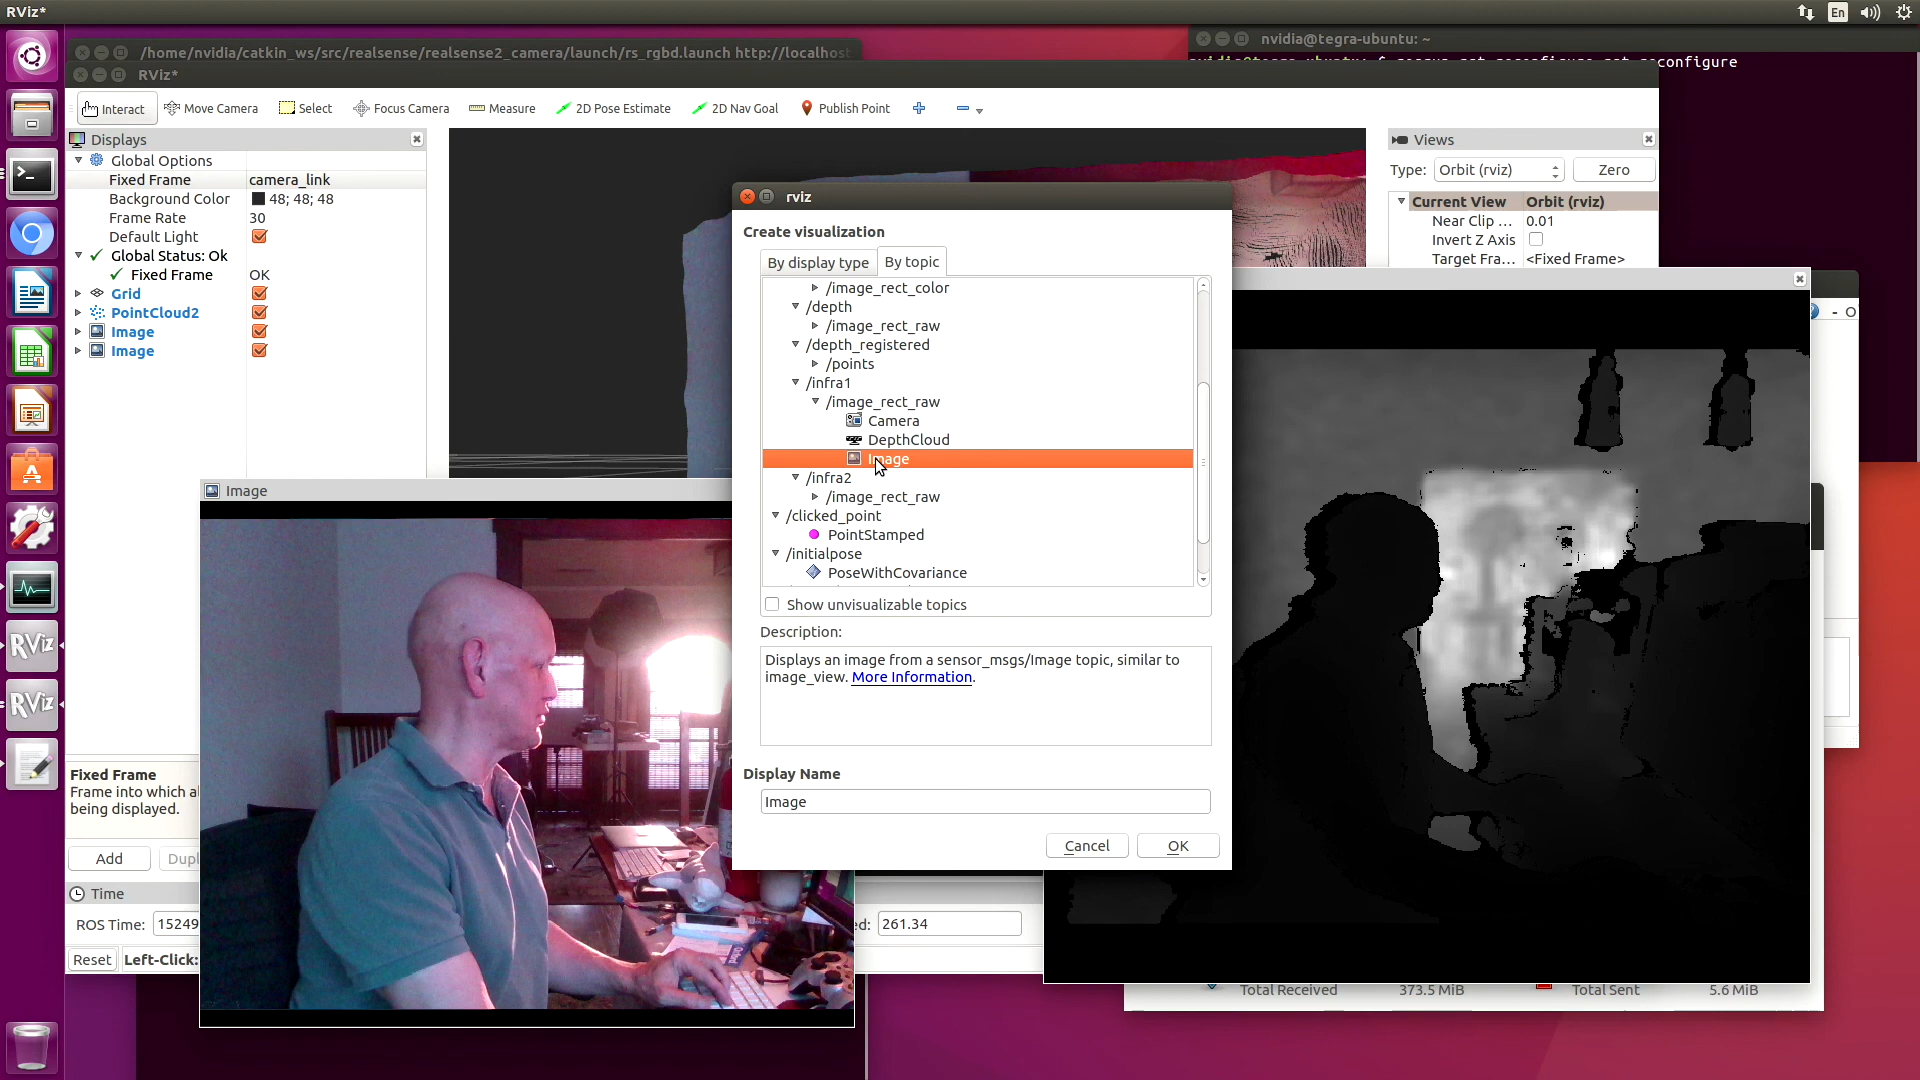 RViz*
En
/home/nvidia/catkin_ws/src/realsense/realsense2_camera/launch/rs_rgbd.launch http://localhost
nvidia@tegra-ubuntu: ~
RViz*
Interact
Move Camera
Select
Focus Camera
Measure
2D Pose Estimate
2D Nav Goal
Publish Point
Displays
Global Options
Fixed Frame camera_link
Background Color 48; 48; 48
Frame Rate 30
Default Light
Global Status: Ok
Fixed Frame OK
Grid
PointCloud2
Image
Image
Views
Type: Orbit (rviz) Zero
Current View Orbit (rviz)
Near Clip ... 0.01
Invert Z Axis
Target Fra... <Fixed Frame>
rviz
Create visualization
By display type By topic
/image_rect_color
/depth
/image_rect_raw
/depth_registered
/points
/infra1
/image_rect_raw
Camera
DepthCloud
Image
/infra2
/image_rect_raw
/clicked_point
PointStamped
/initialpose
PoseWithCovariance
Show unvisualizable topics
Description:
Displays an image from a sensor_msgs/Image topic, similar to
image_view. More Information.
Display Name
Image
Cancel OK
Image
Fixed Frame
Frame into which al
being displayed.
Add Dupl
Time
ROS Time: 15249
ed: 261.34
Reset Left-Click:
Total Received 373.5 MiB Total Sent 5.6 MiB
RViz
RViz